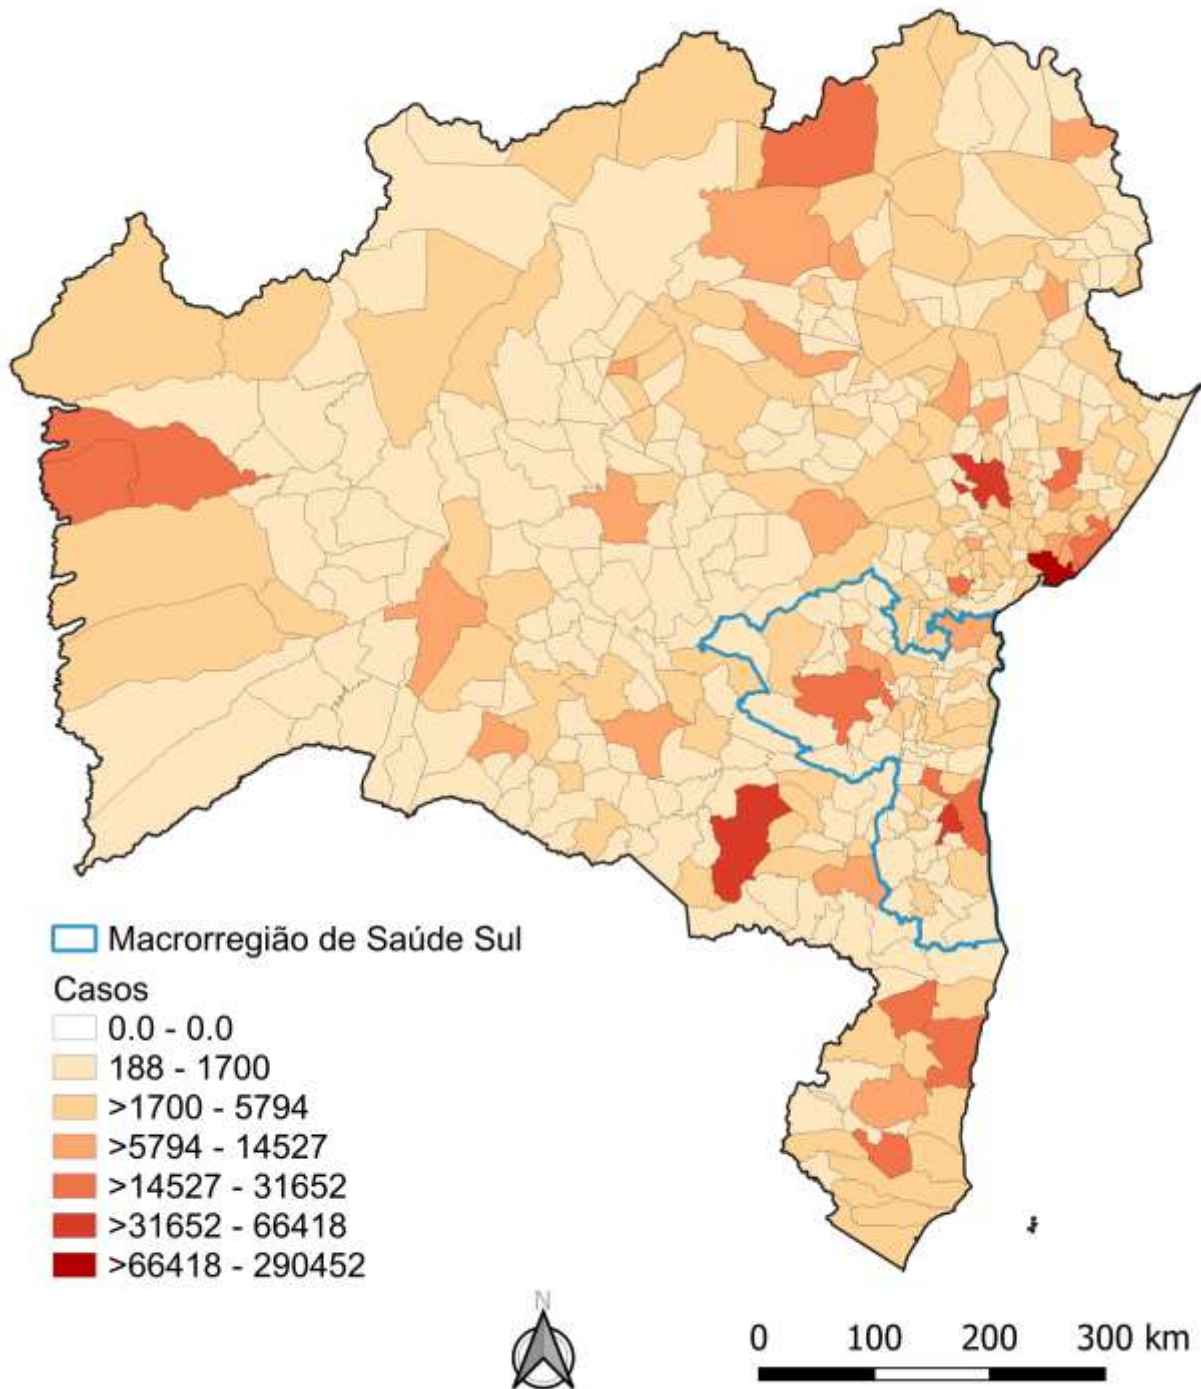 Macrorregião de Saúde Sul
Casos
0.0 - 0.0
188 - 1700
>1700 - 5794
>5794 - 14527
>14527 - 31652
>31652 - 66418
>66418 - 290452
N
0 100 200 300 km